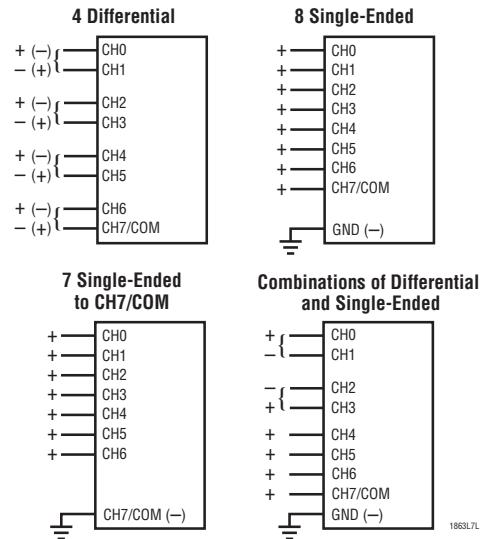 4 Differential
+ (–) { CH0
– (+) CH1
+ (–) { CH2
– (+) CH3
+ (–) { CH4
– (+) CH5
+ (–) { CH6
– (+) CH7/COM
8 Single-Ended
+ CH0
+ CH1
+ CH2
+ CH3
+ CH4
+ CH5
+ CH6
+ CH7/COM
GND (–)
7 Single-Ended
to CH7/COM
+ CH0
+ CH1
+ CH2
+ CH3
+ CH4
+ CH5
+ CH6
CH7/COM (–)
Combinations of Differential
and Single-Ended
+ { CH0
– CH1
– { CH2
+ CH3
+ CH4
+ CH5
+ CH6
+ CH7/COM
GND (–)
1863L7L